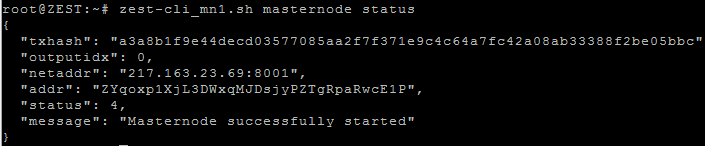 root@ZEST:~# zest-cli_mn1.sh masternode status
{
  "txhash": "a3a8b1f9e44decd03577085aa2f7f371e9c4c64a7fc42a08ab33388f2be05bbc"
  "outputidx": 0,
  "netaddr": "217.163.23.69:8001",
  "addr": "ZYqoxp1XjL3DWxqMJDsjyPZTgRpaRwcE1P",
  "status": 4,
  "message": "Masternode successfully started"
}